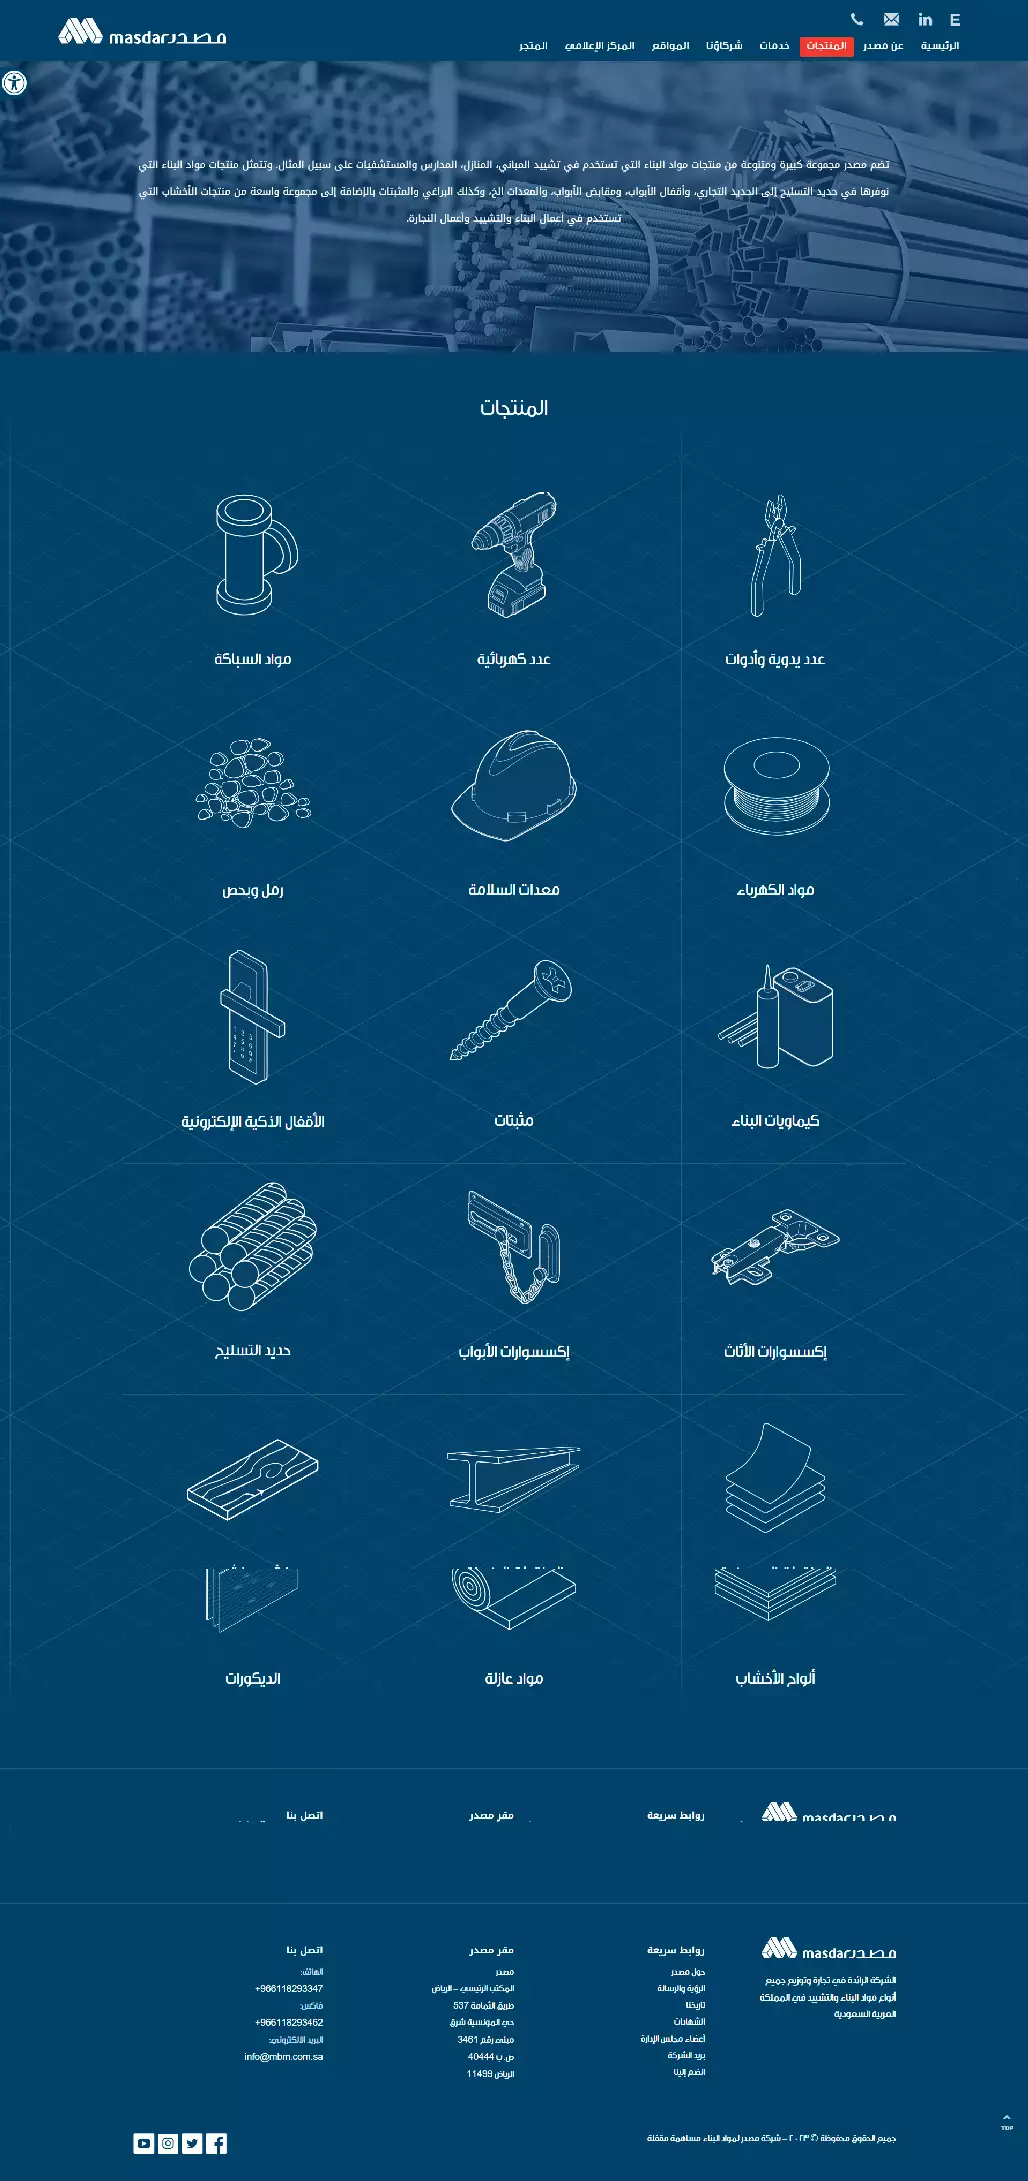 E
masdar مصدر
الرئيسية
عن مصدر
المنتجات
خدمات
شركاؤنا
المواقع
المركز الإعلامي
المتجر
تضم مصدر مجموعة كبيرة ومتنوعة من منتجات مواد البناء التي تستخدم في تشييد المباني، المنازل، المدارس والمستشفيات على سبيل المثال. وتتمثل منتجات مواد البناء التي
نوفرها في حديد التسليح إلى الحديد التجاري، وأقفال الأبواب، ومقابض الأبواب، والمعدات الخ، وكذلك البراغي والمثبتات بالإضافة إلى مجموعة واسعة من منتجات الأخشاب التي
تستخدم في أعمال البناء والتشييد وأعمال النجارة.
المنتجات
عدد يدوية وأدوات
عدد كهربائية
مواد السباكة
مواد الكهرباء
معدات السلامة
رمل وبحص
كيماويات البناء
مثبتات
الأقفال الذكية الإلكترونية
إكسسوارات الأثاث
إكسسوارات الأبواب
حديد التسليح
ألواح الأخشاب
مواد عازلة
الديكورات
masdar مصدر
روابط سريعة
مقر مصدر
اتصل بنا
masdar مصدر
الشركة الرائدة في تجارة وتوزيع جميع
أنواع مواد البناء والتشييد في المملكة
العربية السعودية
روابط سريعة
حول مصدر
الرؤية والرسالة
تاريخنا
الشهادات
أعضاء مجلس الإدارة
بريد الشركة
انضم إلينا
مقر مصدر
مصدر
المكتب الرئيسي – الرياض
طريق الثمامة 537
حي المونسية شرق
مبنى رقم 3461
ص. ب 40444
الرياض 11499
اتصل بنا
الهاتف:
+966118293347
فاكس:
+966118293462
البريد الالكتروني:
info@mbm.com.sa
TOP
جميع الحقوق محفوظة © ٢٠٢٣ – شركة مصدر لمواد البناء مساهمة مقفلة